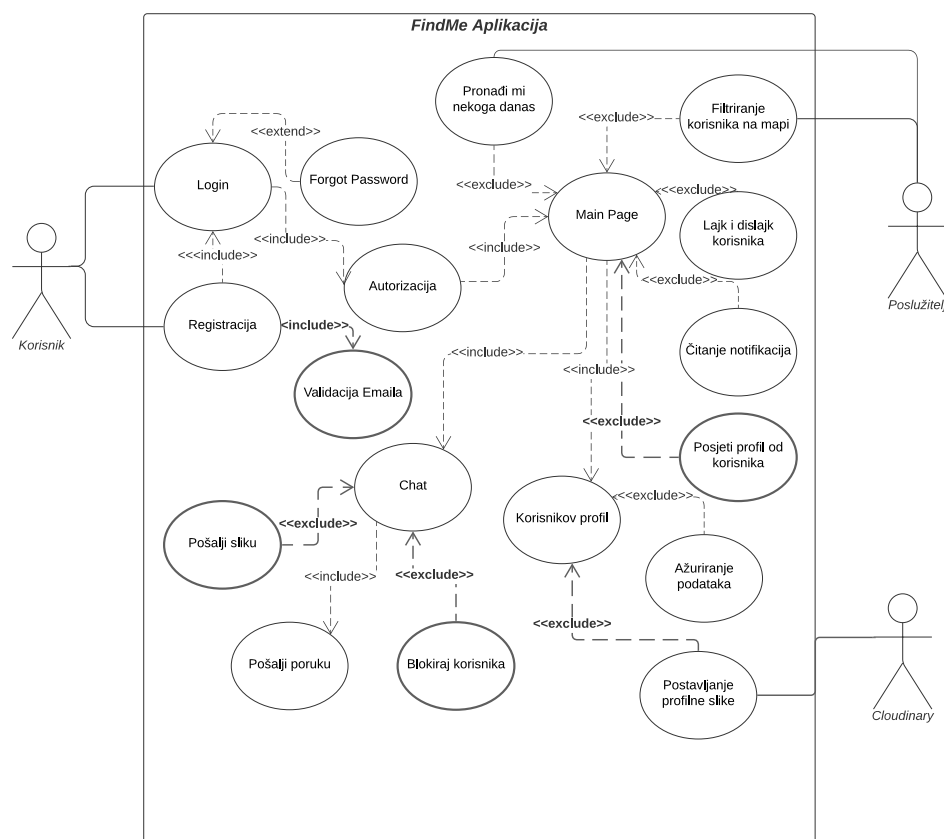 FindMe Aplikacija
Pronađi mi
nekoga danas
Filtriranje
korisnika na mapi
<<exclude>>
<<extend>>
Login
Forgot Password
<<exclude>>
<<exclude>>
Main Page
Lajk i dislajk
korisnika
<<include>>
<<include>>
<<<include>>
<<exclude>>
Autorizacija
Korisnik
Poslužitelj
Registracija
<include>>
<<include>>
Čitanje notifikacija
<<include>>
Validacija Emaila
<<exclude>>
Posjeti profil od
korisnika
Chat
<<exclude>>
Korisnikov profil
<<exclude>>
Pošalji sliku
<<include>>
<<exclude>>
Ažuriranje
podataka
<<exclude>>
Pošalji poruku
Blokiraj korisnika
Postavljanje
profilne slike
Cloudinary